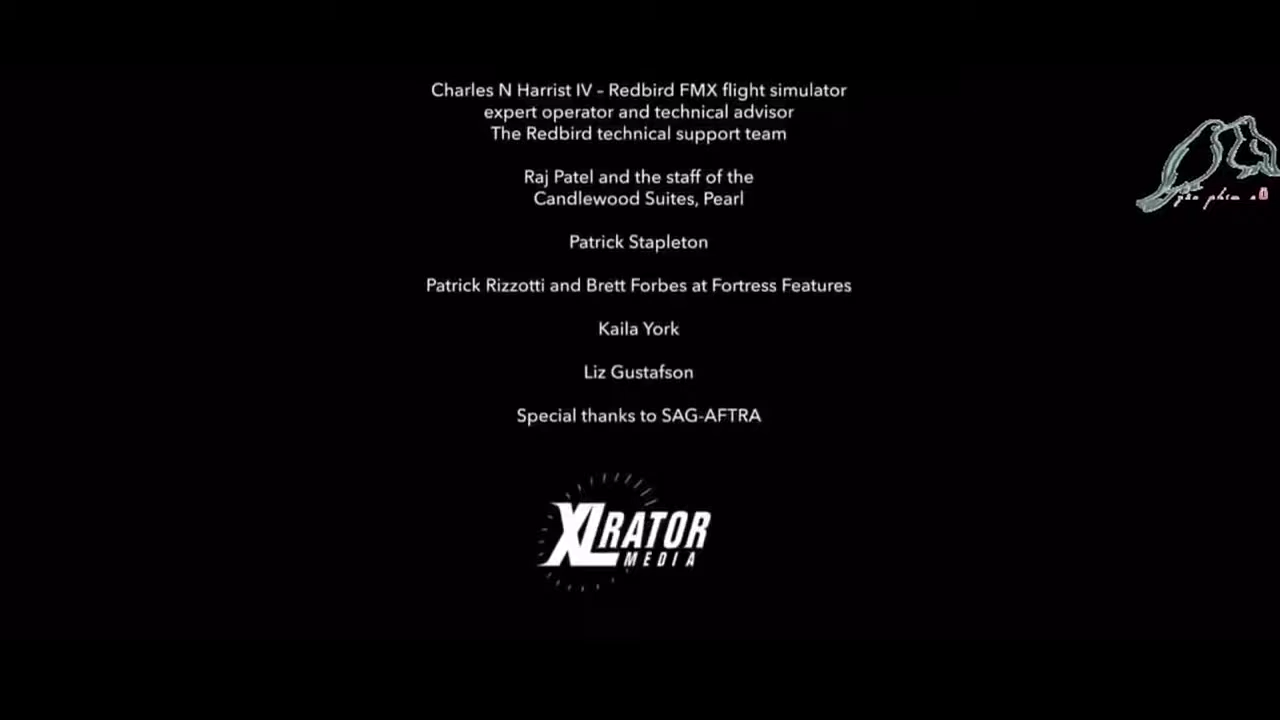 Charles N Harrist IV – Redbird FMX flight simulator
expert operator and technical advisor
The Redbird technical support team
Raj Patel and the staff of the
Candlewood Suites, Pearl
Patrick Stapleton
Patrick Rizzotti and Brett Forbes at Fortress Features
Kaila York
Liz Gustafson
Special thanks to SAG-AFTRA
XLRATOR
MEDIA